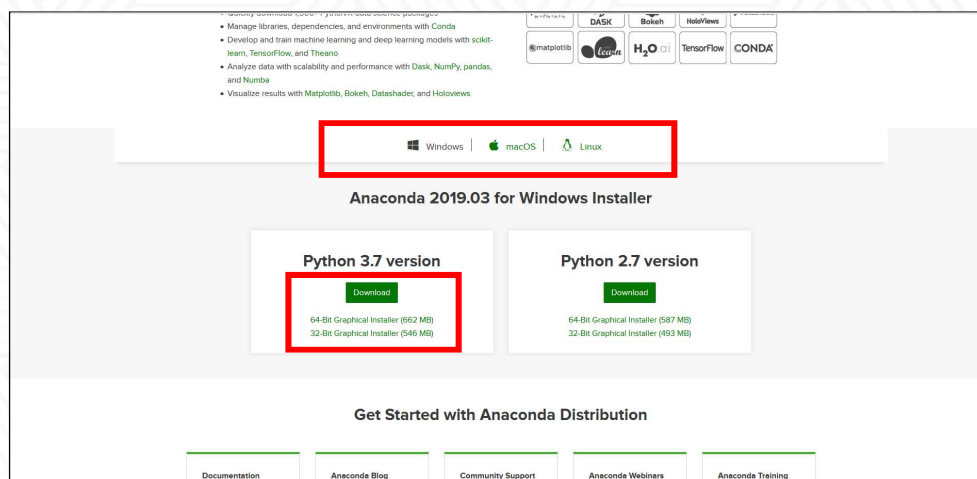 • Manage libraries, dependencies, and environments with Conda
• Develop and train machine learning and deep learning models with scikit-
learn, TensorFlow, and Theano
• Analyze data with scalability and performance with Dask, NumPy, pandas,
and Numba
• Visualize results with Matplotlib, Bokeh, Datashader, and Holoviews
DASK
Bokeh
HoloViews
matplotlib
learn
H2O.ai
TensorFlow
CONDA
Windows | macOS | Linux
Anaconda 2019.03 for Windows Installer
Python 3.7 version
Download
64-Bit Graphical Installer (662 MB)
32-Bit Graphical Installer (546 MB)
Python 2.7 version
Download
64-Bit Graphical Installer (587 MB)
32-Bit Graphical Installer (493 MB)
Get Started with Anaconda Distribution
Documentation
Anaconda Blog
Community Support
Anaconda Webinars
Anaconda Training